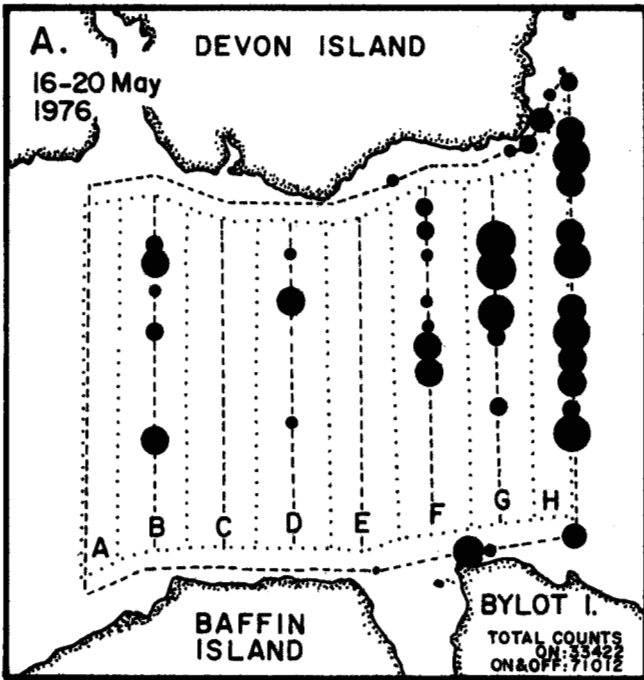 A.
DEVON ISLAND
16-20 May
1976
A B C D E F G H
BAFFIN
ISLAND
BYLOT I.
TOTAL COUNTS
ON:33422
ON&OFF:71012